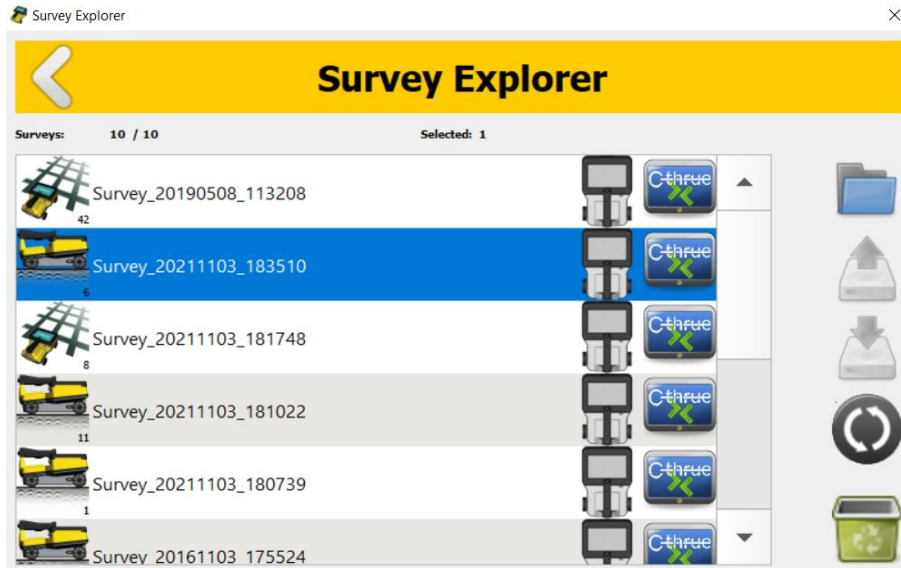 Survey Explorer
Survey Explorer
Surveys: 10 / 10 Selected: 1
Survey_20190508_113208 C-thrue
42
Survey_20211103_183510 C-thrue
6
Survey_20211103_181748 C-thrue
8
Survey_20211103_181022 C-thrue
11
Survey_20211103_180739 C-thrue
1
Survey_20161103_175524 C-thrue